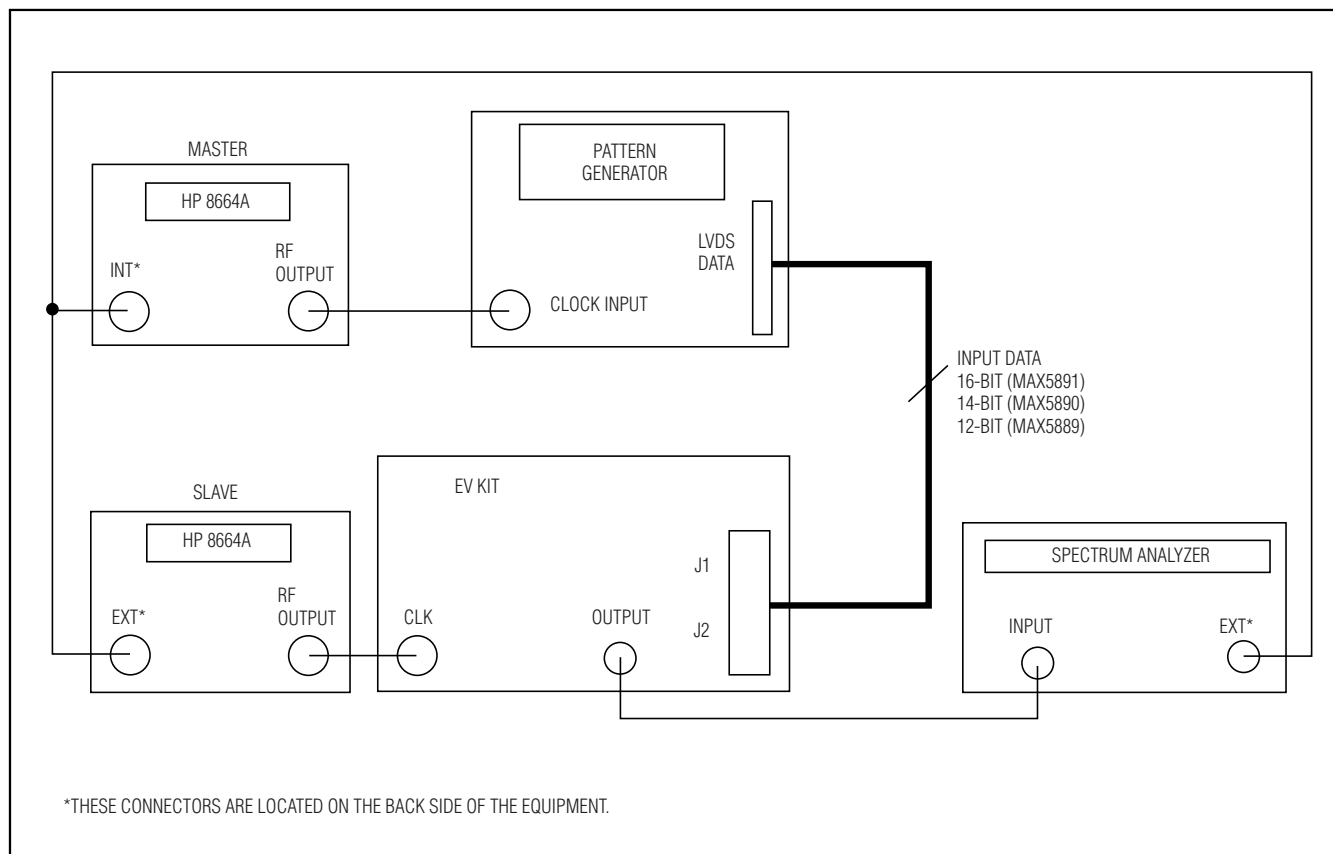 MASTER
HP 8664A
INT*
RF
OUTPUT
PATTERN
GENERATOR
LVDS
DATA
CLOCK INPUT
INPUT DATA
16-BIT (MAX5891)
14-BIT (MAX5890)
12-BIT (MAX5889)
SLAVE
HP 8664A
EXT*
RF
OUTPUT
EV KIT
CLK
OUTPUT
J1
J2
SPECTRUM ANALYZER
INPUT
EXT*
*THESE CONNECTORS ARE LOCATED ON THE BACK SIDE OF THE EQUIPMENT.